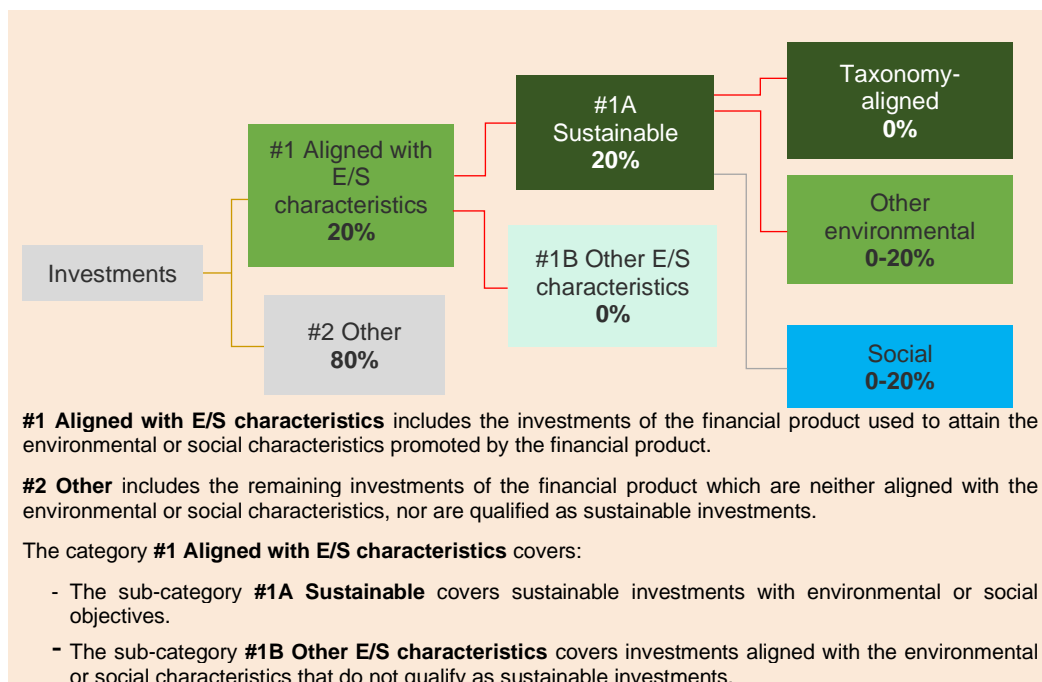 Taxonomy-
aligned
0%
#1A
Sustainable
20%
#1 Aligned with
E/S
characteristics
20%
Other
environmental
0-20%
#1B Other E/S
characteristics
0%
Investments
#2 Other
80%
Social
0-20%
#1 Aligned with E/S characteristics includes the investments of the financial product used to attain the
environmental or social characteristics promoted by the financial product.
#2 Other includes the remaining investments of the financial product which are neither aligned with the
environmental or social characteristics, nor are qualified as sustainable investments.
The category #1 Aligned with E/S characteristics covers:
- The sub-category #1A Sustainable covers sustainable investments with environmental or social
objectives.
- The sub-category #1B Other E/S characteristics covers investments aligned with the environmental
or social characteristics that do not qualify as sustainable investments.